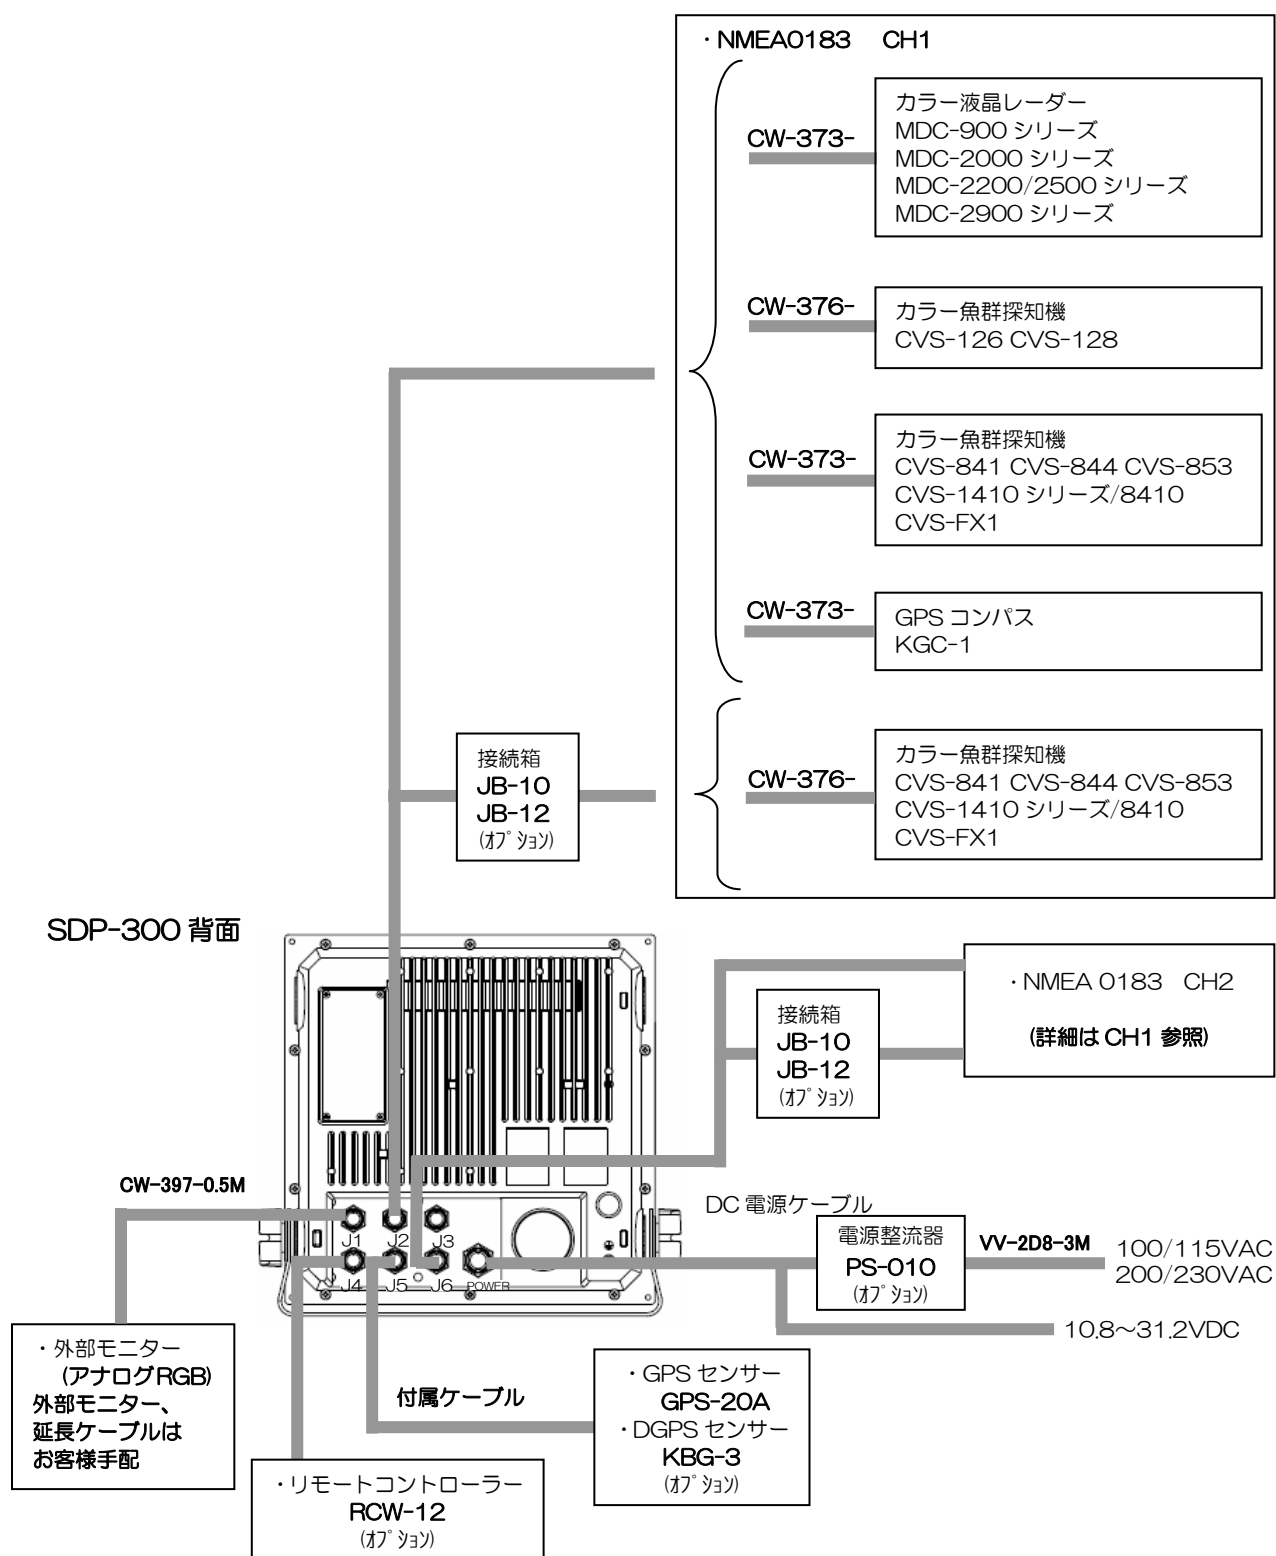 ・NMEA0183 CH1
CW-373-
カラー液晶レーダー
MDC-900 シリーズ
MDC-2000 シリーズ
MDC-2200/2500 シリーズ
MDC-2900 シリーズ
CW-376-
カラー魚群探知機
CVS-126 CVS-128
CW-373-
カラー魚群探知機
CVS-841 CVS-844 CVS-853
CVS-1410 シリーズ/8410
CVS-FX1
CW-373-
GPS コンパス
KGC-1
接続箱
JB-10
JB-12
(ｵﾌﾟｼｮﾝ)
CW-376-
カラー魚群探知機
CVS-841 CVS-844 CVS-853
CVS-1410 シリーズ/8410
CVS-FX1
SDP-300 背面
・NMEA 0183 CH2
(詳細は CH1 参照)
接続箱
JB-10
JB-12
(ｵﾌﾟｼｮﾝ)
CW-397-0.5M
J1 J2 J3
J4 J5 J6 POWER
DC 電源ケーブル
電源整流器
PS-010
(ｵﾌﾟｼｮﾝ)
VV-2D8-3M
100/115VAC
200/230VAC
10.8～31.2VDC
・外部モニター
(アナログRGB)
外部モニター、
延長ケーブルは
お客様手配
付属ケーブル
・GPS センサー
GPS-20A
・DGPS センサー
KBG-3
(ｵﾌﾟｼｮﾝ)
・リモートコントローラー
RCW-12
(ｵﾌﾟｼｮﾝ)